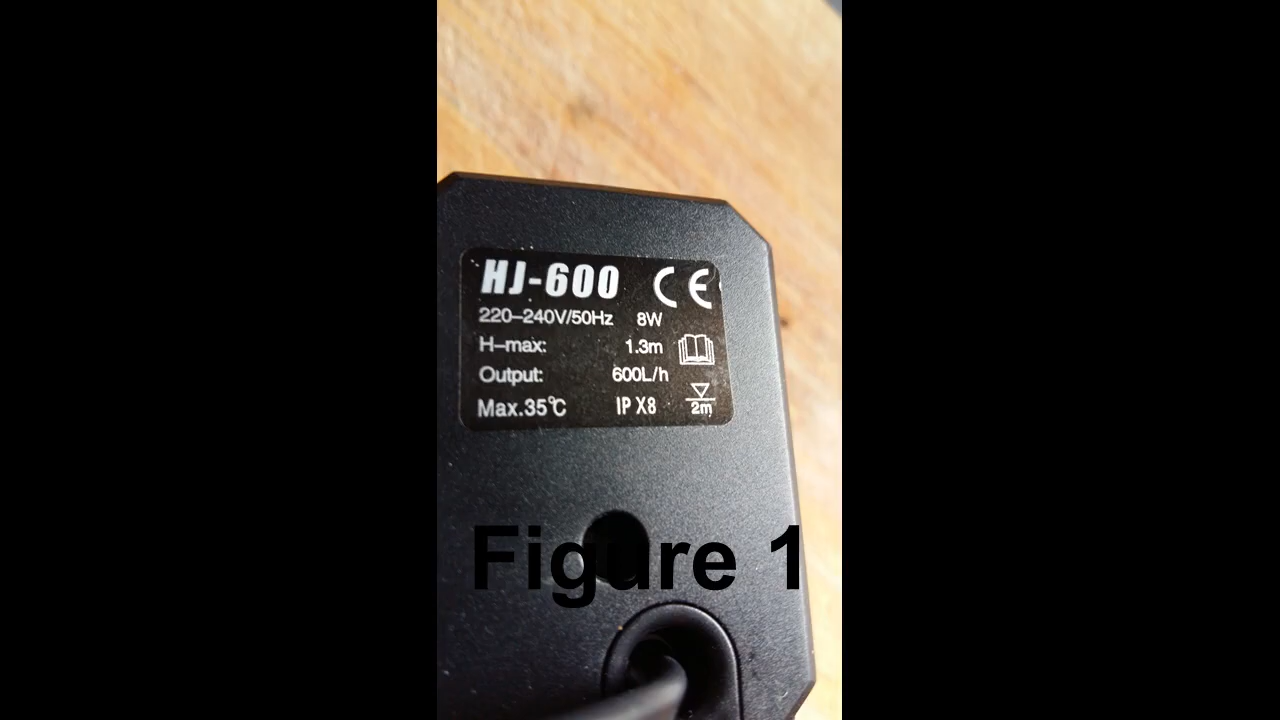 HJ-600 CE
220-240V/50Hz 8W
H-max: 1.3m
Output: 600L/h
Max.35℃ IP X8 2m
Figure 1